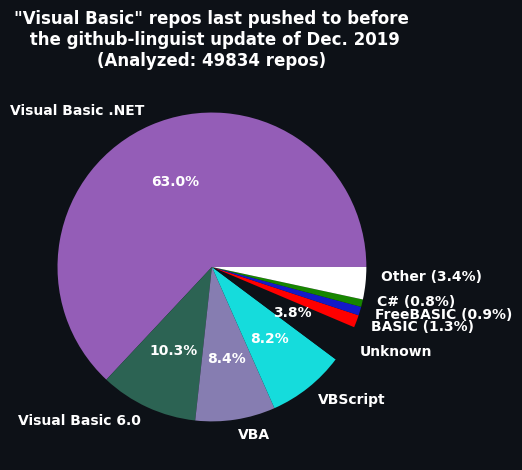 "Visual Basic" repos last pushed to before
the github-linguist update of Dec. 2019
(Analyzed: 49834 repos)
Visual Basic .NET
63.0%
Other (3.4%)
C# (0.8%)
FreeBASIC (0.9%)
BASIC (1.3%)
3.8%
Unknown
8.2%
VBScript
8.4%
VBA
10.3%
Visual Basic 6.0